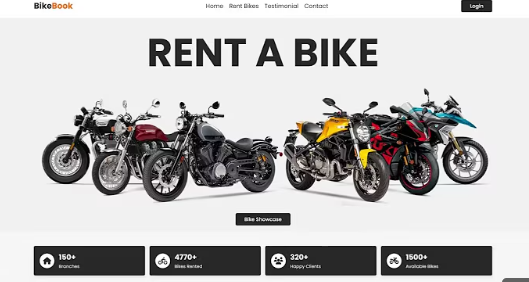 BikeBook
Home Rent Bikes Testimonial Contact
Login
RENT A BIKE
Bike Showcase
150+
Branches
4770+
Bikes Rented
320+
Happy Clients
1500+
Available Bikes